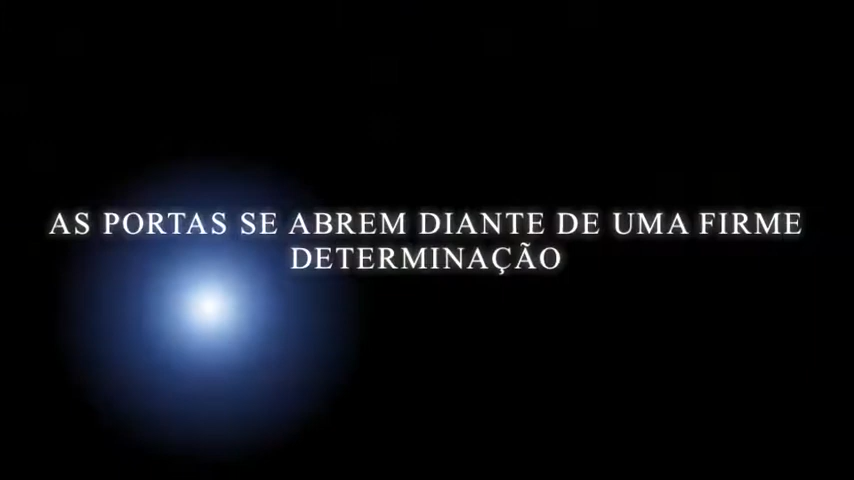 AS PORTAS SE ABREM DIANTE DE UMA FIRME
DETERMINAÇÃO